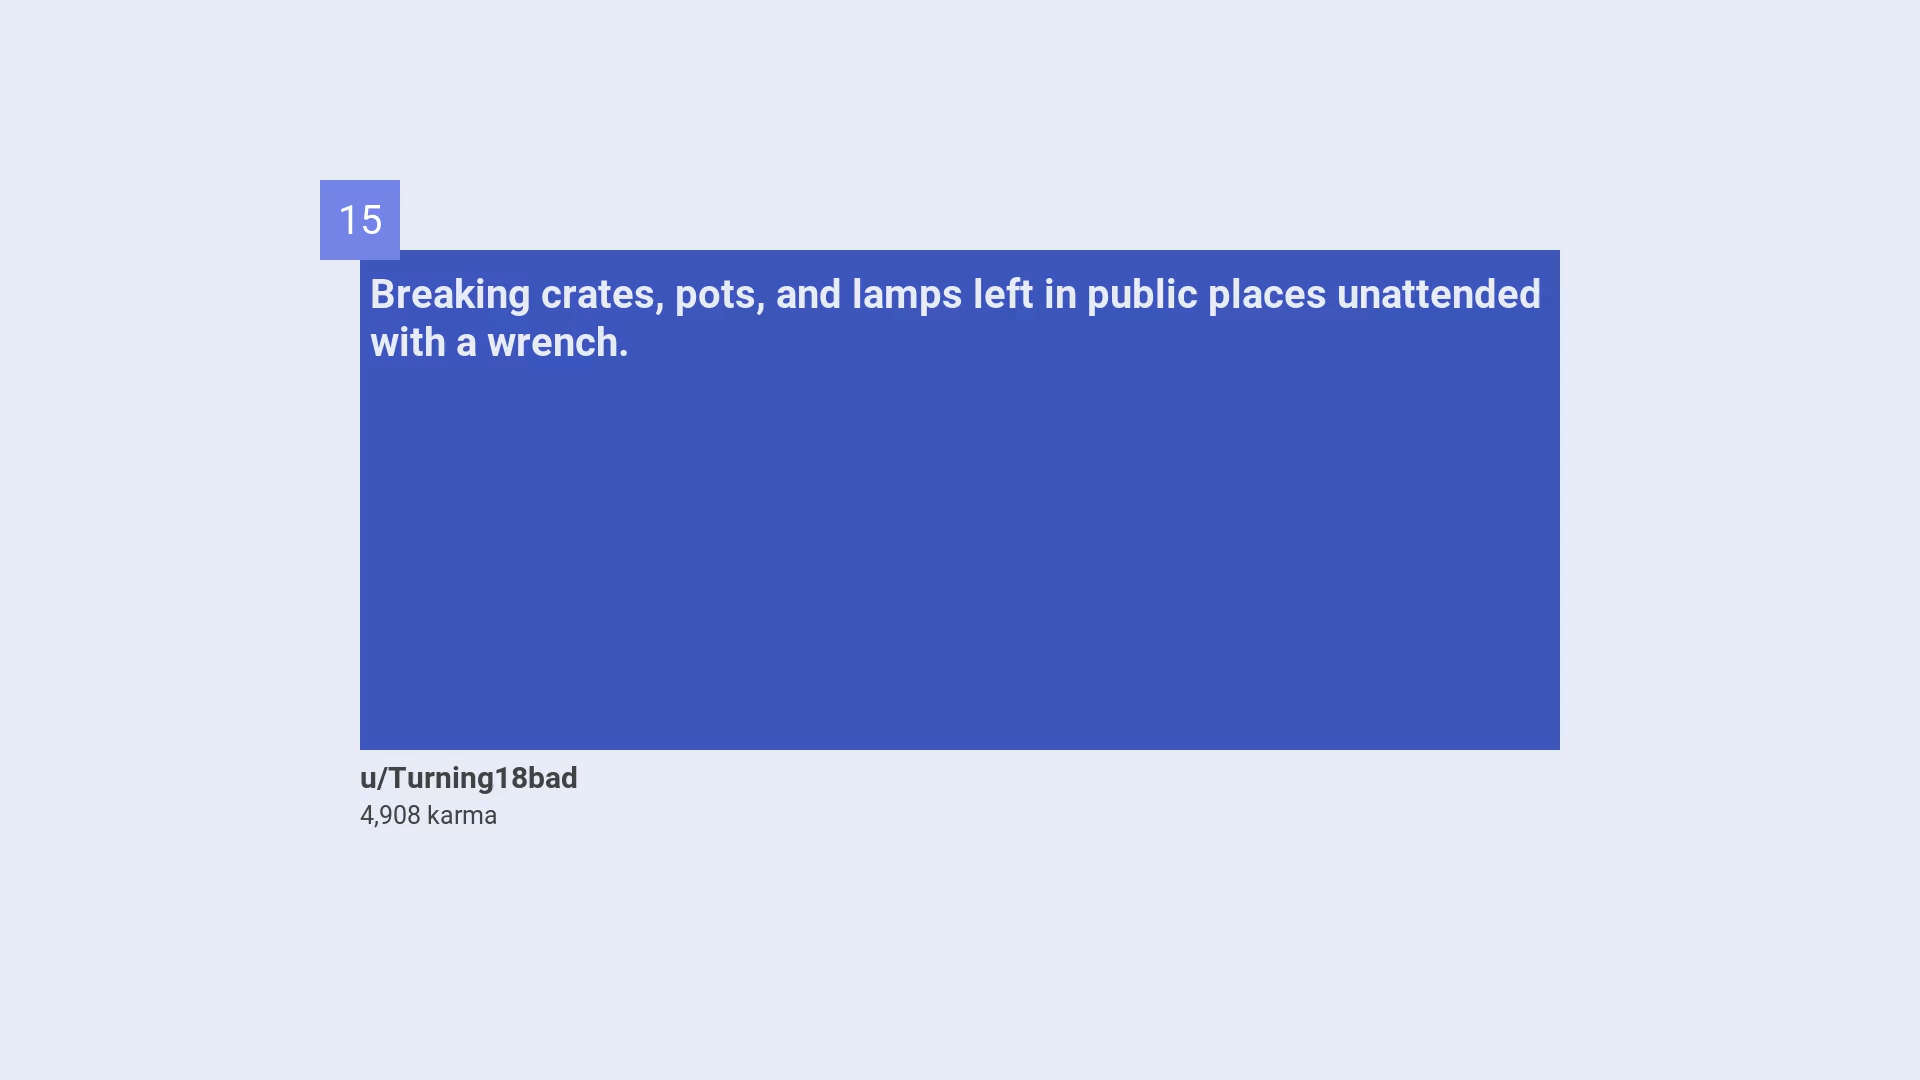 15
Breaking crates, pots, and lamps left in public places unattended
with a wrench.
u/Turning18bad
4,908 karma